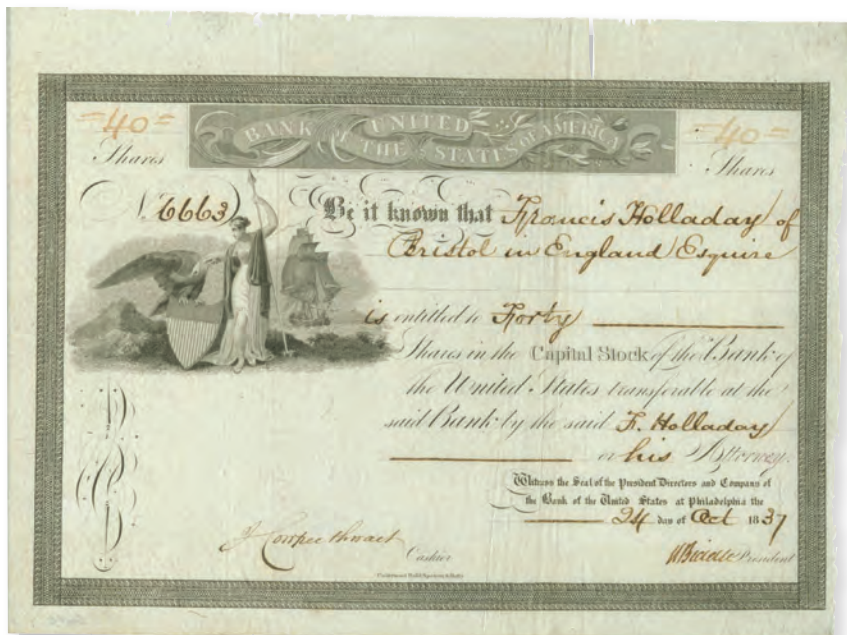 =40=
Shares
BANK OF THE UNITED STATES OF AMERICA
=40=
Shares
N. 6663
Be it known that Francis Holladay of
Bristol in England Esquire
is entitled to Forty
Shares in the Capital Stock of the Bank of
the United States transferable at the
said Bank by the said F. Holladay
or his Attorney.
Witness the Seal of the President Directors and Company of
the Bank of the United States at Philadelphia the
24 day of Oct 1837
J Cowperthwait
Cashier
N Biddle President